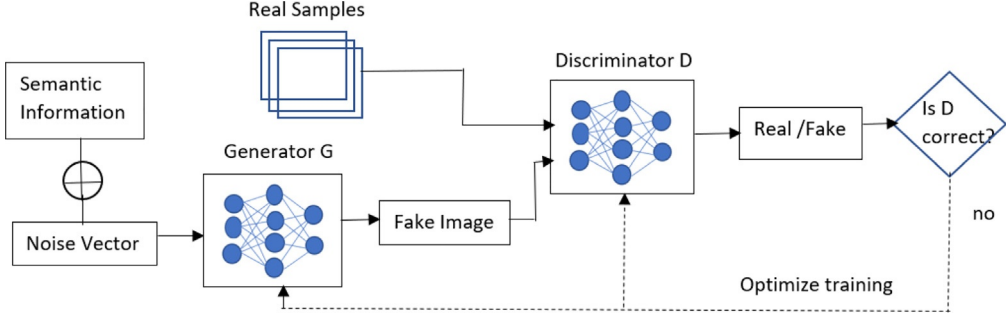 Real Samples
Semantic
Information
Discriminator D
Is D
correct?
Real /Fake
Generator G
Noise Vector
Fake Image
no
Optimize training